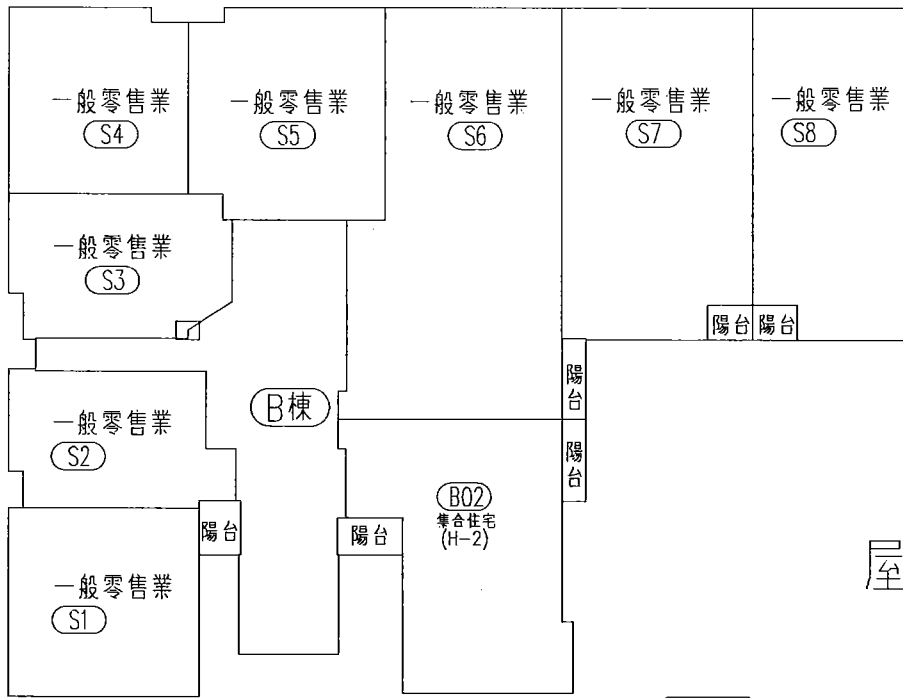 一般零售業
S4
一般零售業
S5
一般零售業
S6
一般零售業
S7
一般零售業
S8
一般零售業
S3
陽台
陽台
陽台
B棟
一般零售業
S2
陽台
B02
集合住宅
(H-2)
陽台
陽台
一般零售業
S1
屋